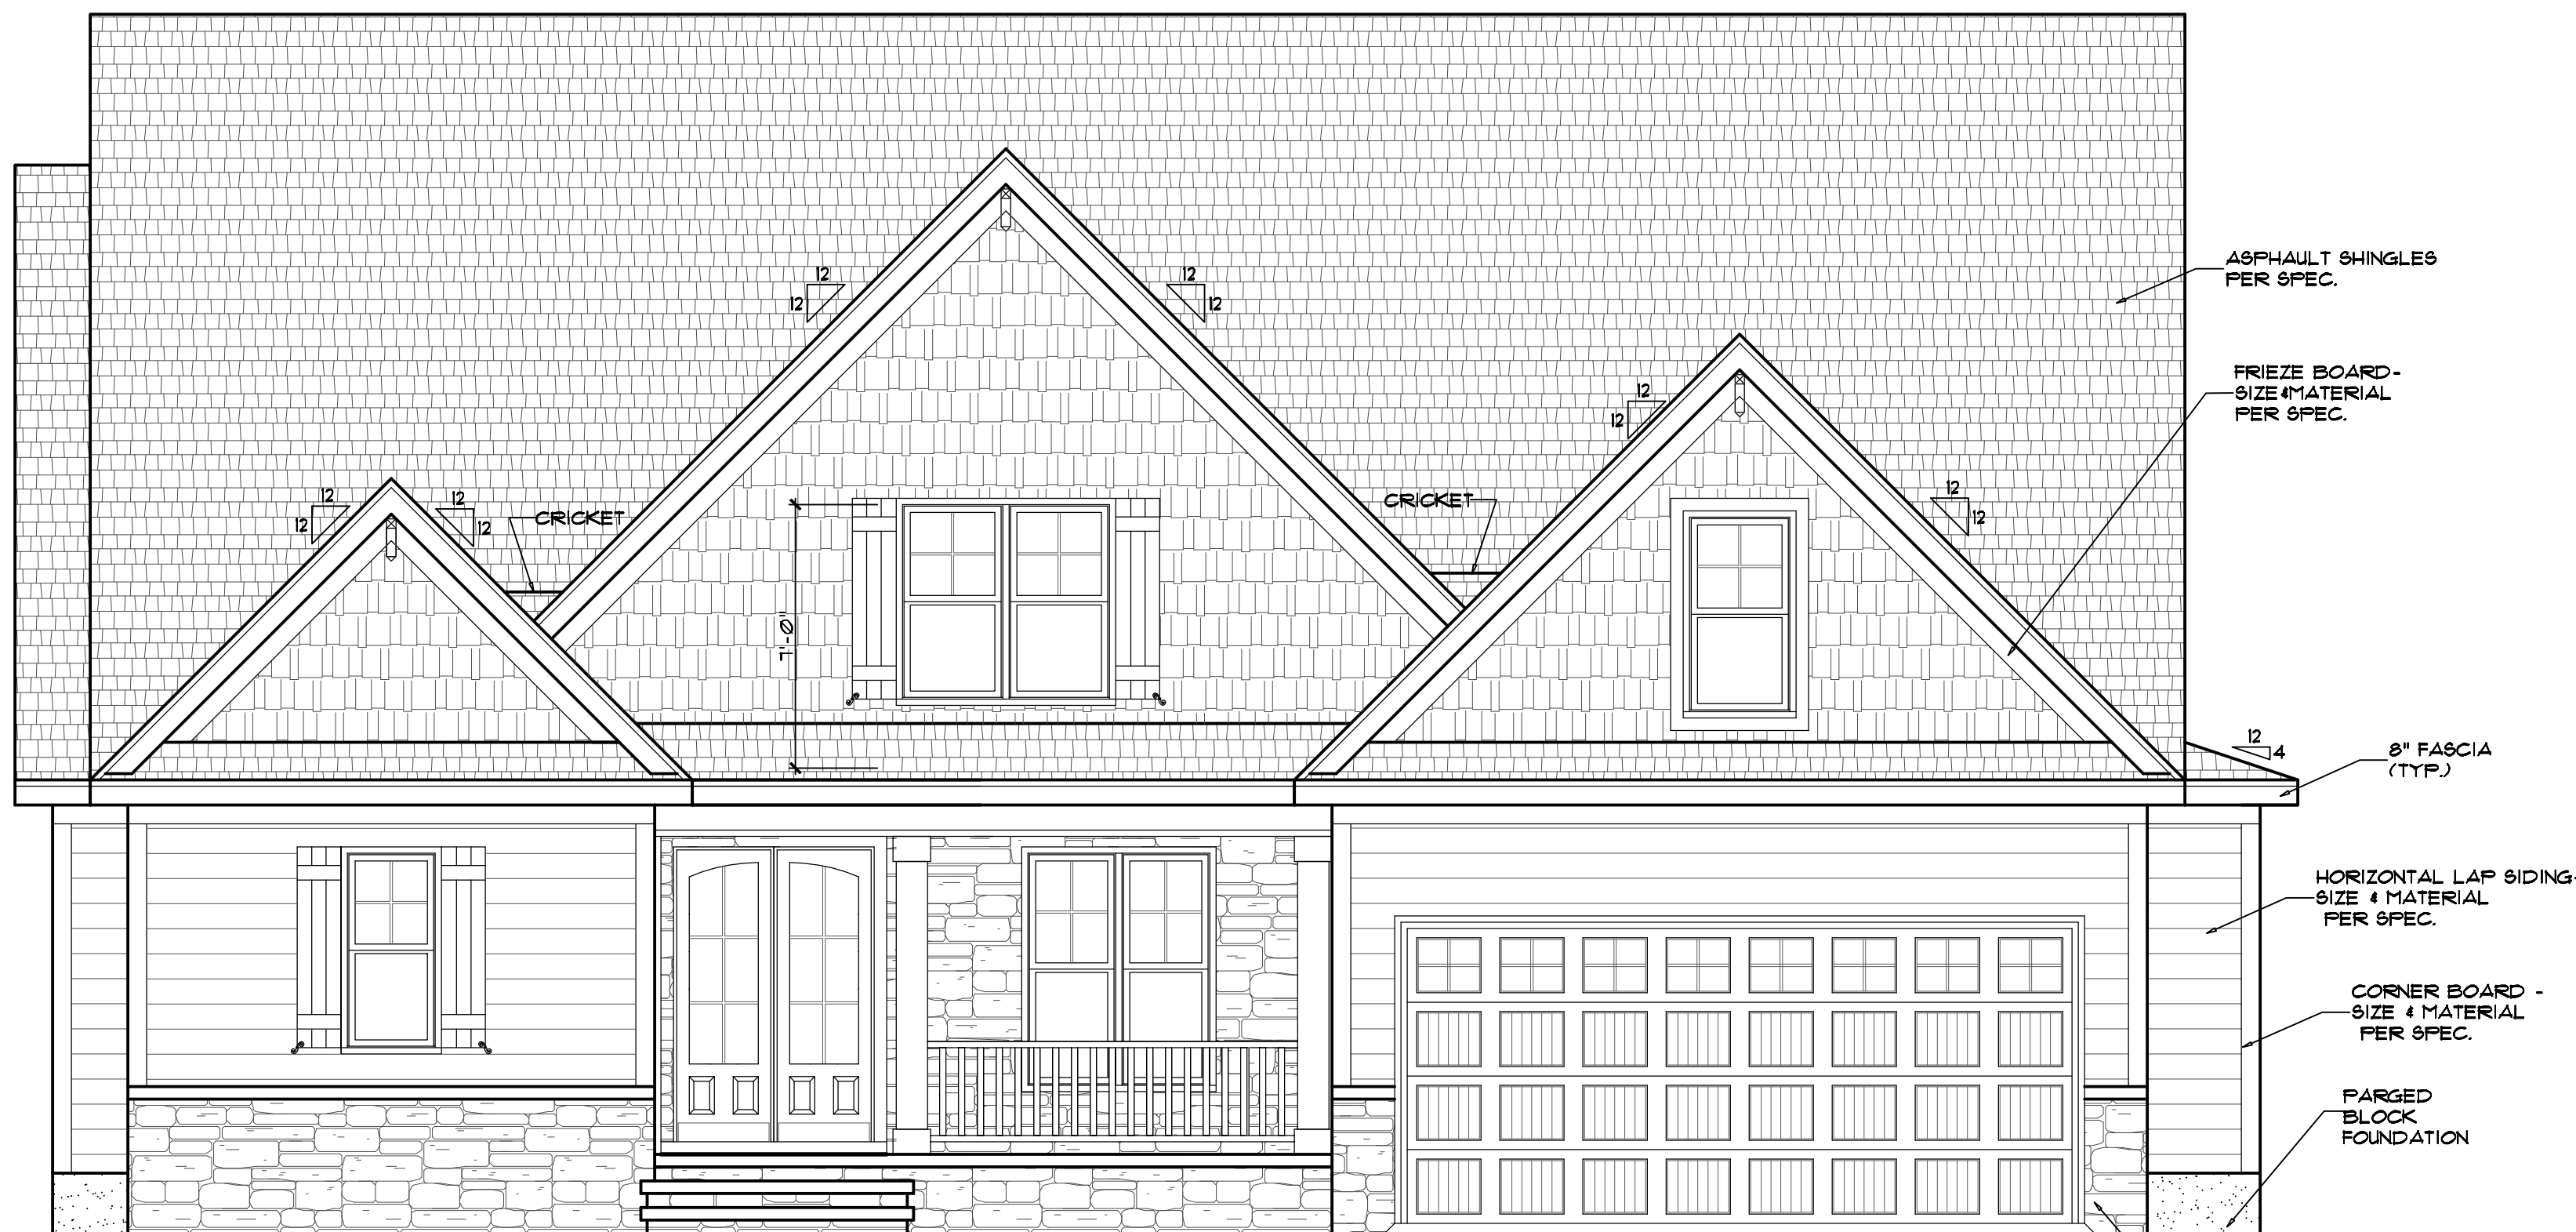 ASPHAULT SHINGLES
PER SPEC.
12
12
12
12
FRIEZE BOARD-
SIZE&MATERIAL
PER SPEC.
12
12
12
12
12
12
CRICKET
CRICKET
12
12
7'-0"
12
4
8" FASCIA
(TYP.)
HORIZONTAL LAP SIDING-
SIZE & MATERIAL
PER SPEC.
CORNER BOARD -
SIZE & MATERIAL
PER SPEC.
PARGED
BLOCK
FOUNDATION